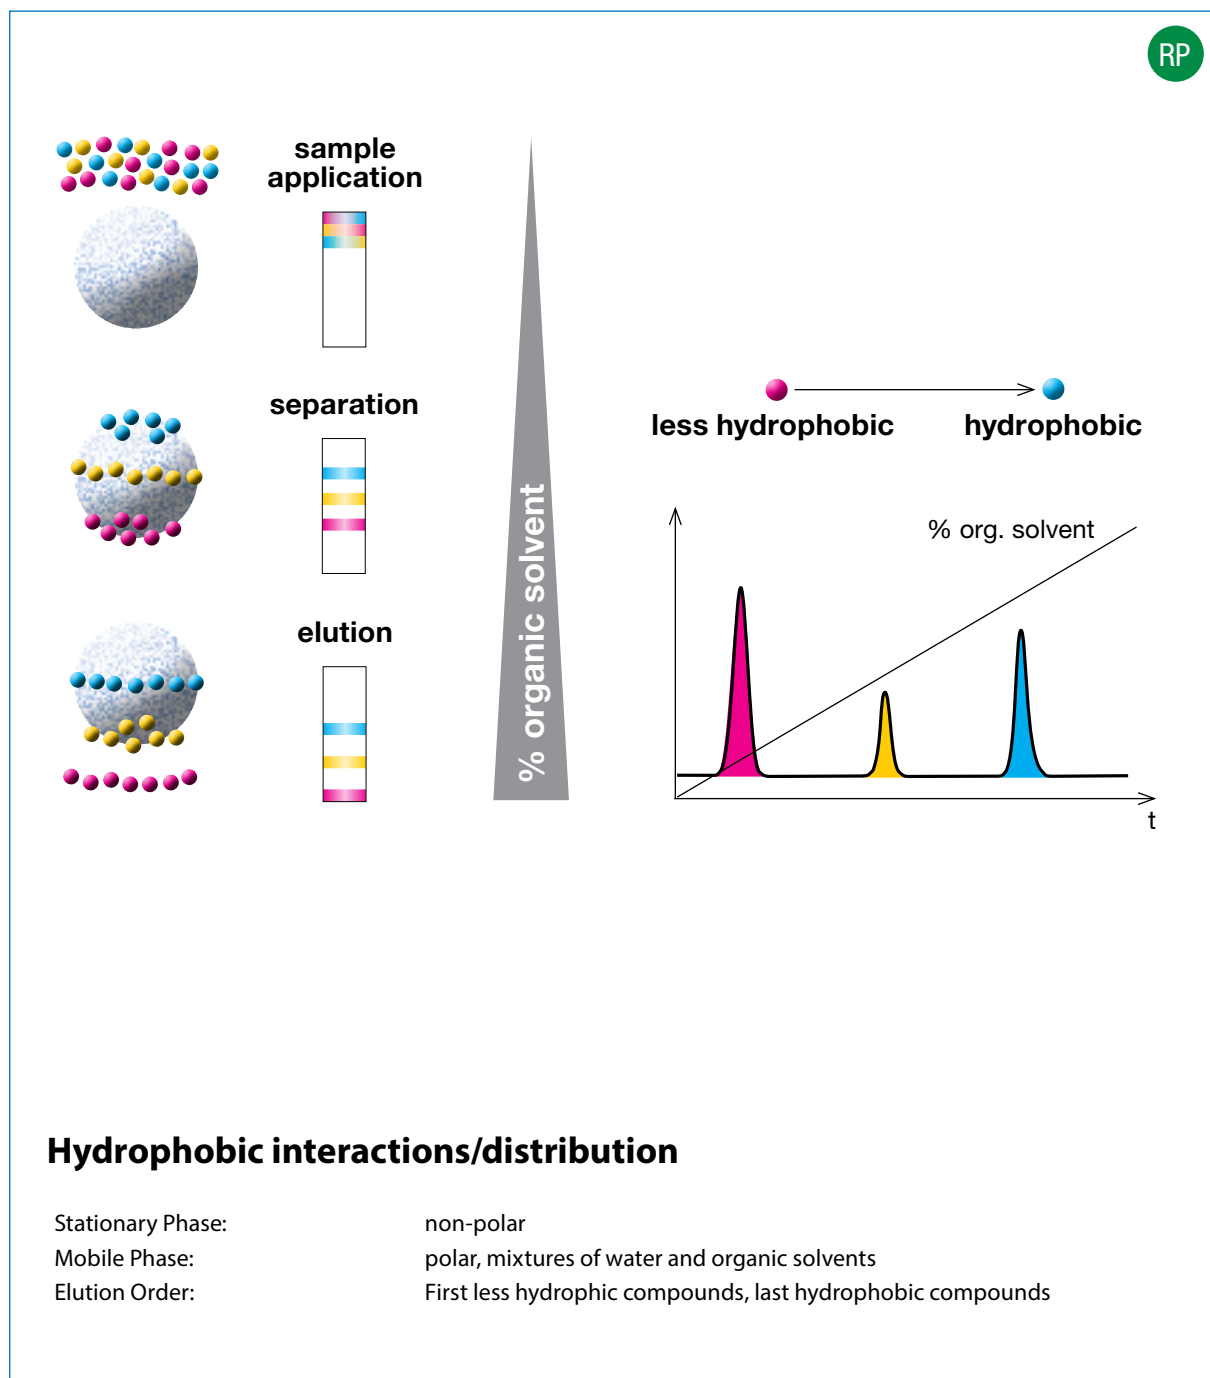 RP
sample
application
separation
elution
% organic solvent
less hydrophobic
hydrophobic
% org. solvent
t
Hydrophobic interactions/distribution
Stationary Phase: non-polar
Mobile Phase: polar, mixtures of water and organic solvents
Elution Order: First less hydrophic compounds, last hydrophobic compounds